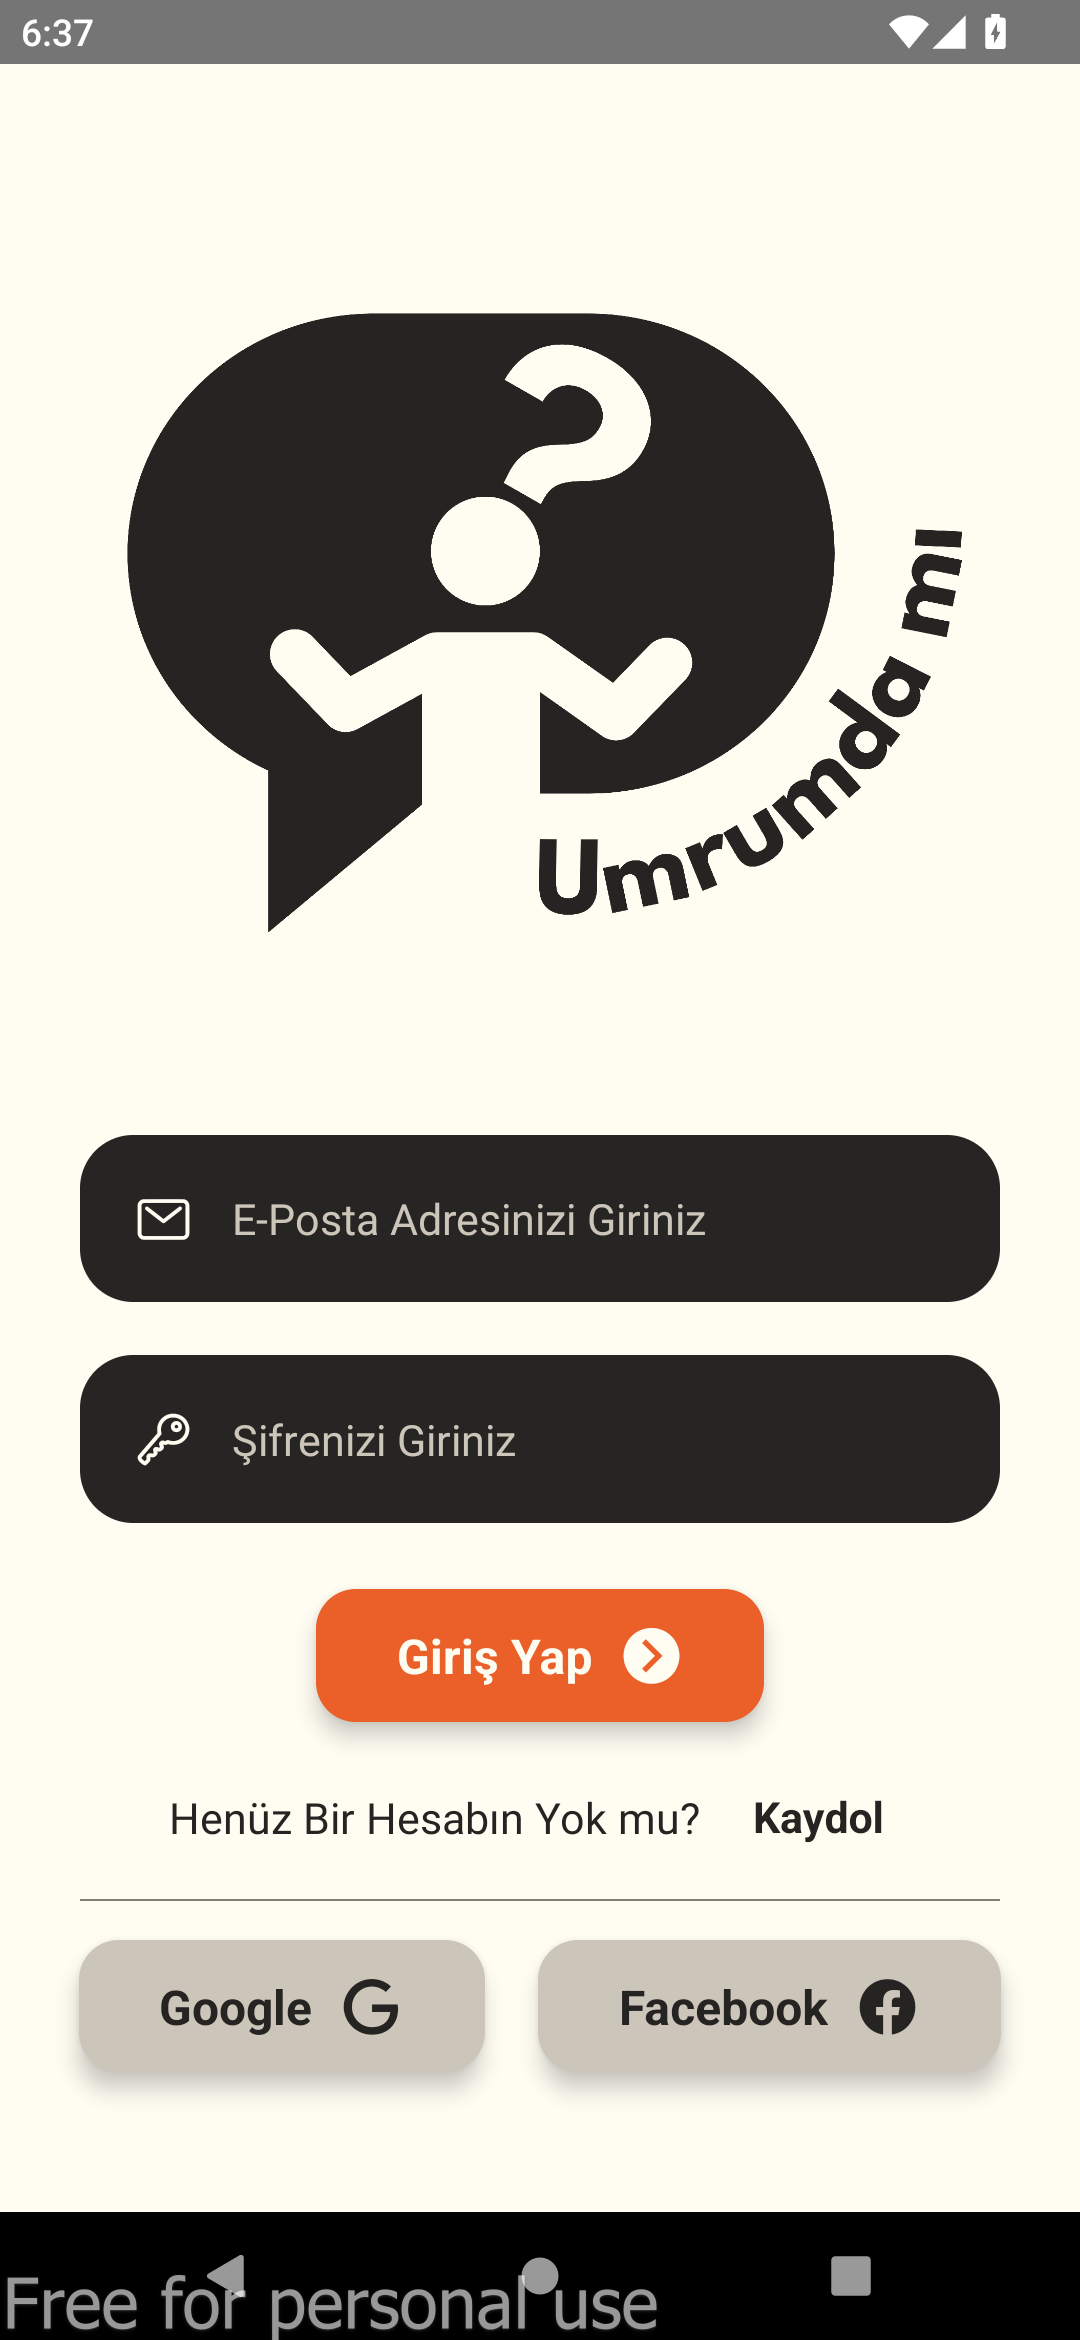 6:37
?
Umrumda mı
E-Posta Adresinizi Giriniz
Şifrenizi Giriniz
Giriş Yap
Henüz Bir Hesabın Yok mu? Kaydol
Google G
Facebook f
Free for personal use